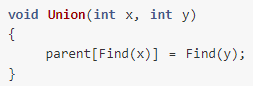 void Union(int x, int y)
{
    parent[Find(x)] = Find(y);
}